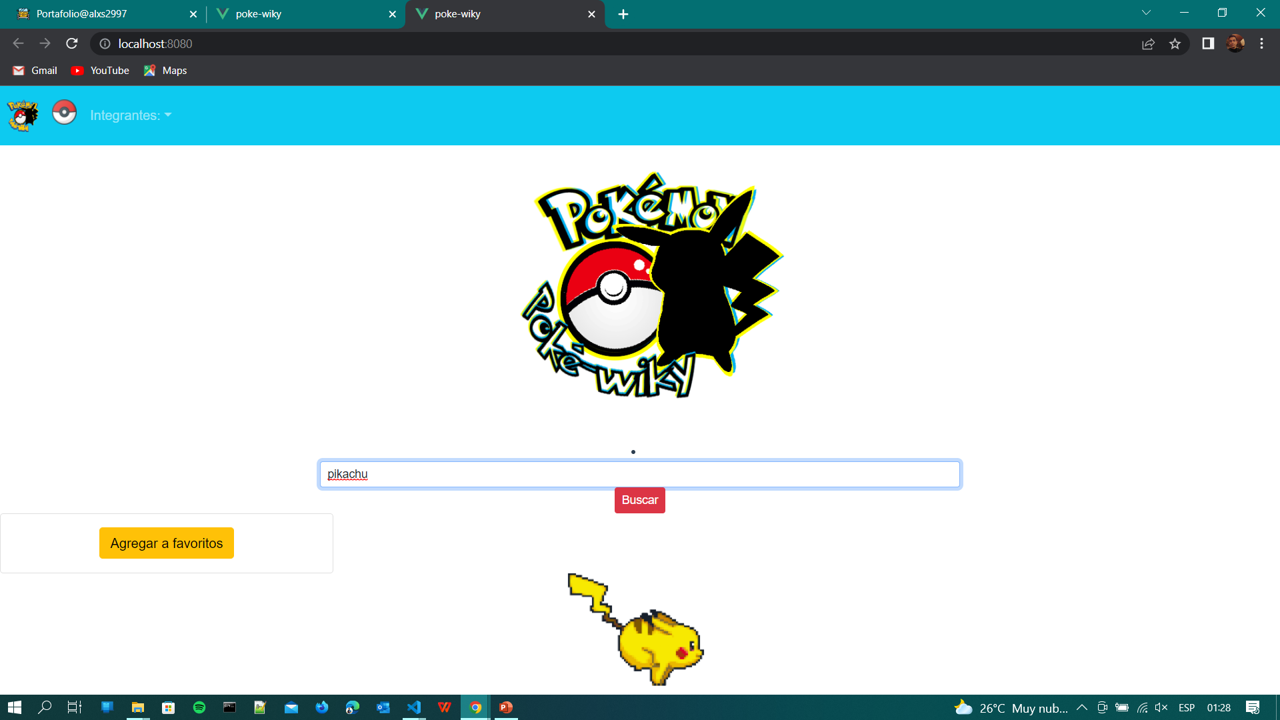 Portafolio@alxs2997
poke-wiky
poke-wiky
localhost:8080
Gmail
YouTube
Maps
Integrantes:
Pokémon
Poké-wiky
pikachu
Buscar
Agregar a favoritos
26°C Muy nub...
ESP
01:28